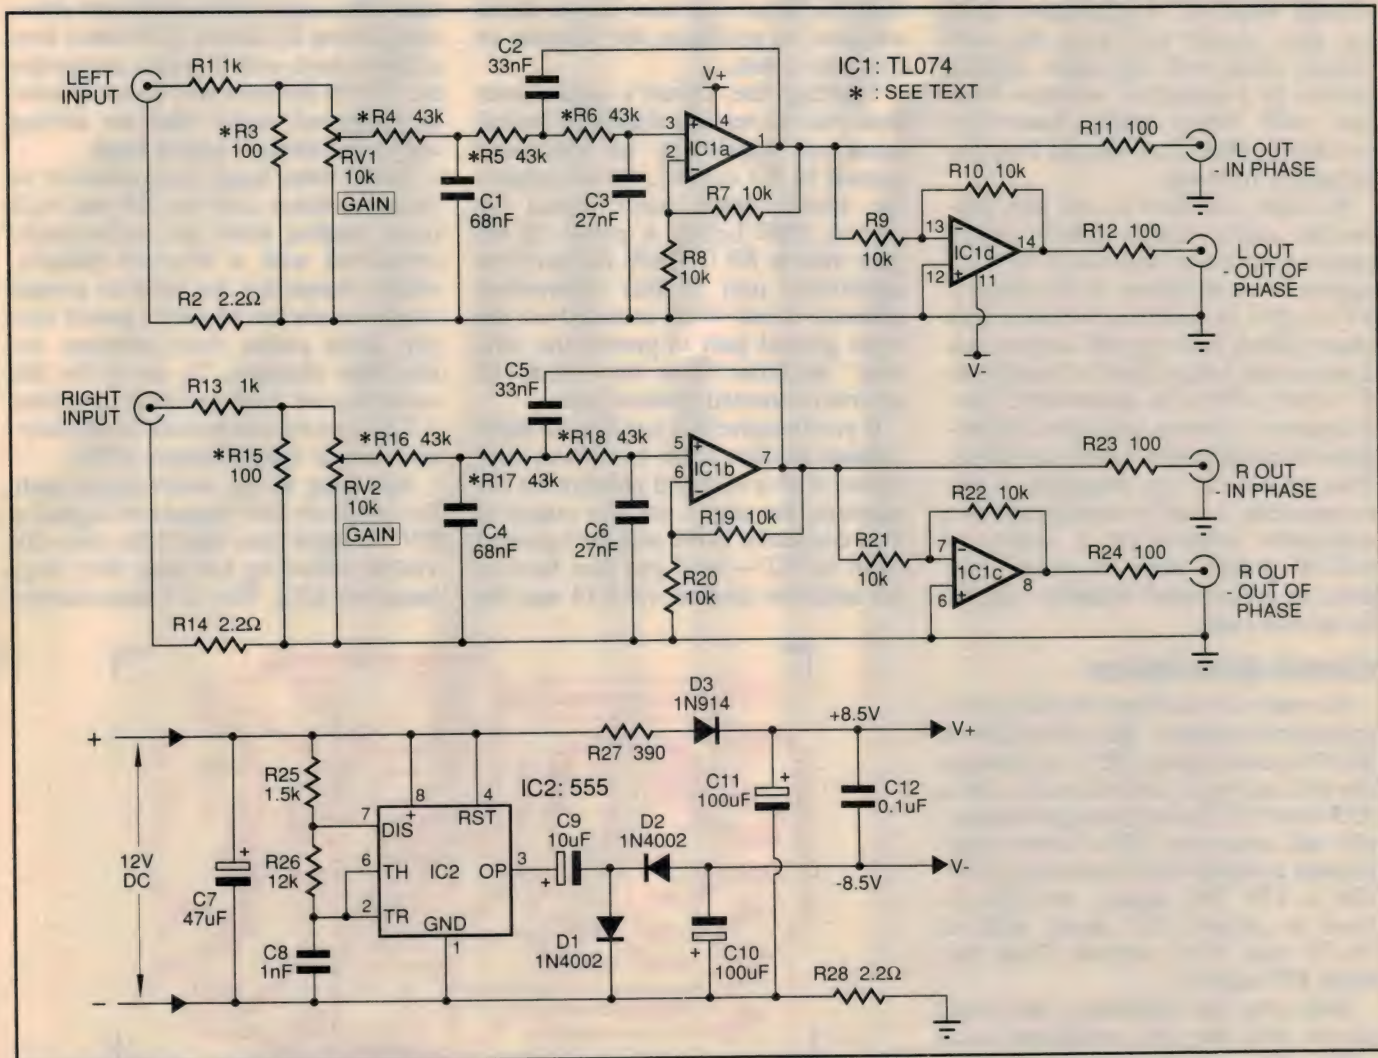 LEFT
INPUT
R1 1k
*R3
100
RV1
10k
GAIN
*R4 43k
*R5 43k
C1
68nF
C2
33nF
*R6 43k
C3
27nF
V+
3
2
+
−
4
IC1a
1
R7 10k
R8
10k
IC1: TL074
* : SEE TEXT
R9
10k
R10 10k
13
12
−
+
IC1d
14
11
V-
R11 100
L OUT
- IN PHASE
R12 100
L OUT
- OUT OF
PHASE
R2 2.2Ω
RIGHT
INPUT
R13 1k
*R15
100
RV2
10k
GAIN
*R16 43k
*R17 43k
C4
68nF
C5
33nF
*R18 43k
C6
27nF
5
6
+
−
IC1b
7
R19 10k
R20
10k
R21
10k
R22 10k
7
6
−
+
1C1c
8
R23 100
R OUT
- IN PHASE
R24 100
R OUT
- OUT OF
PHASE
R14 2.2Ω
+
12V
DC
−
C7
47uF
+
R25
1.5k
R26
12k
C8
1nF
IC2: 555
8
+
4
RST
7
DIS
6
TH
IC2
OP
3
2
TR
GND
1
C9
10uF
+
D1
1N4002
D2
1N4002
R27 390
D3
1N914
C10
100uF
+
C11
100uF
+
C12
0.1uF
+8.5V
V+
-8.5V
V-
R28 2.2Ω